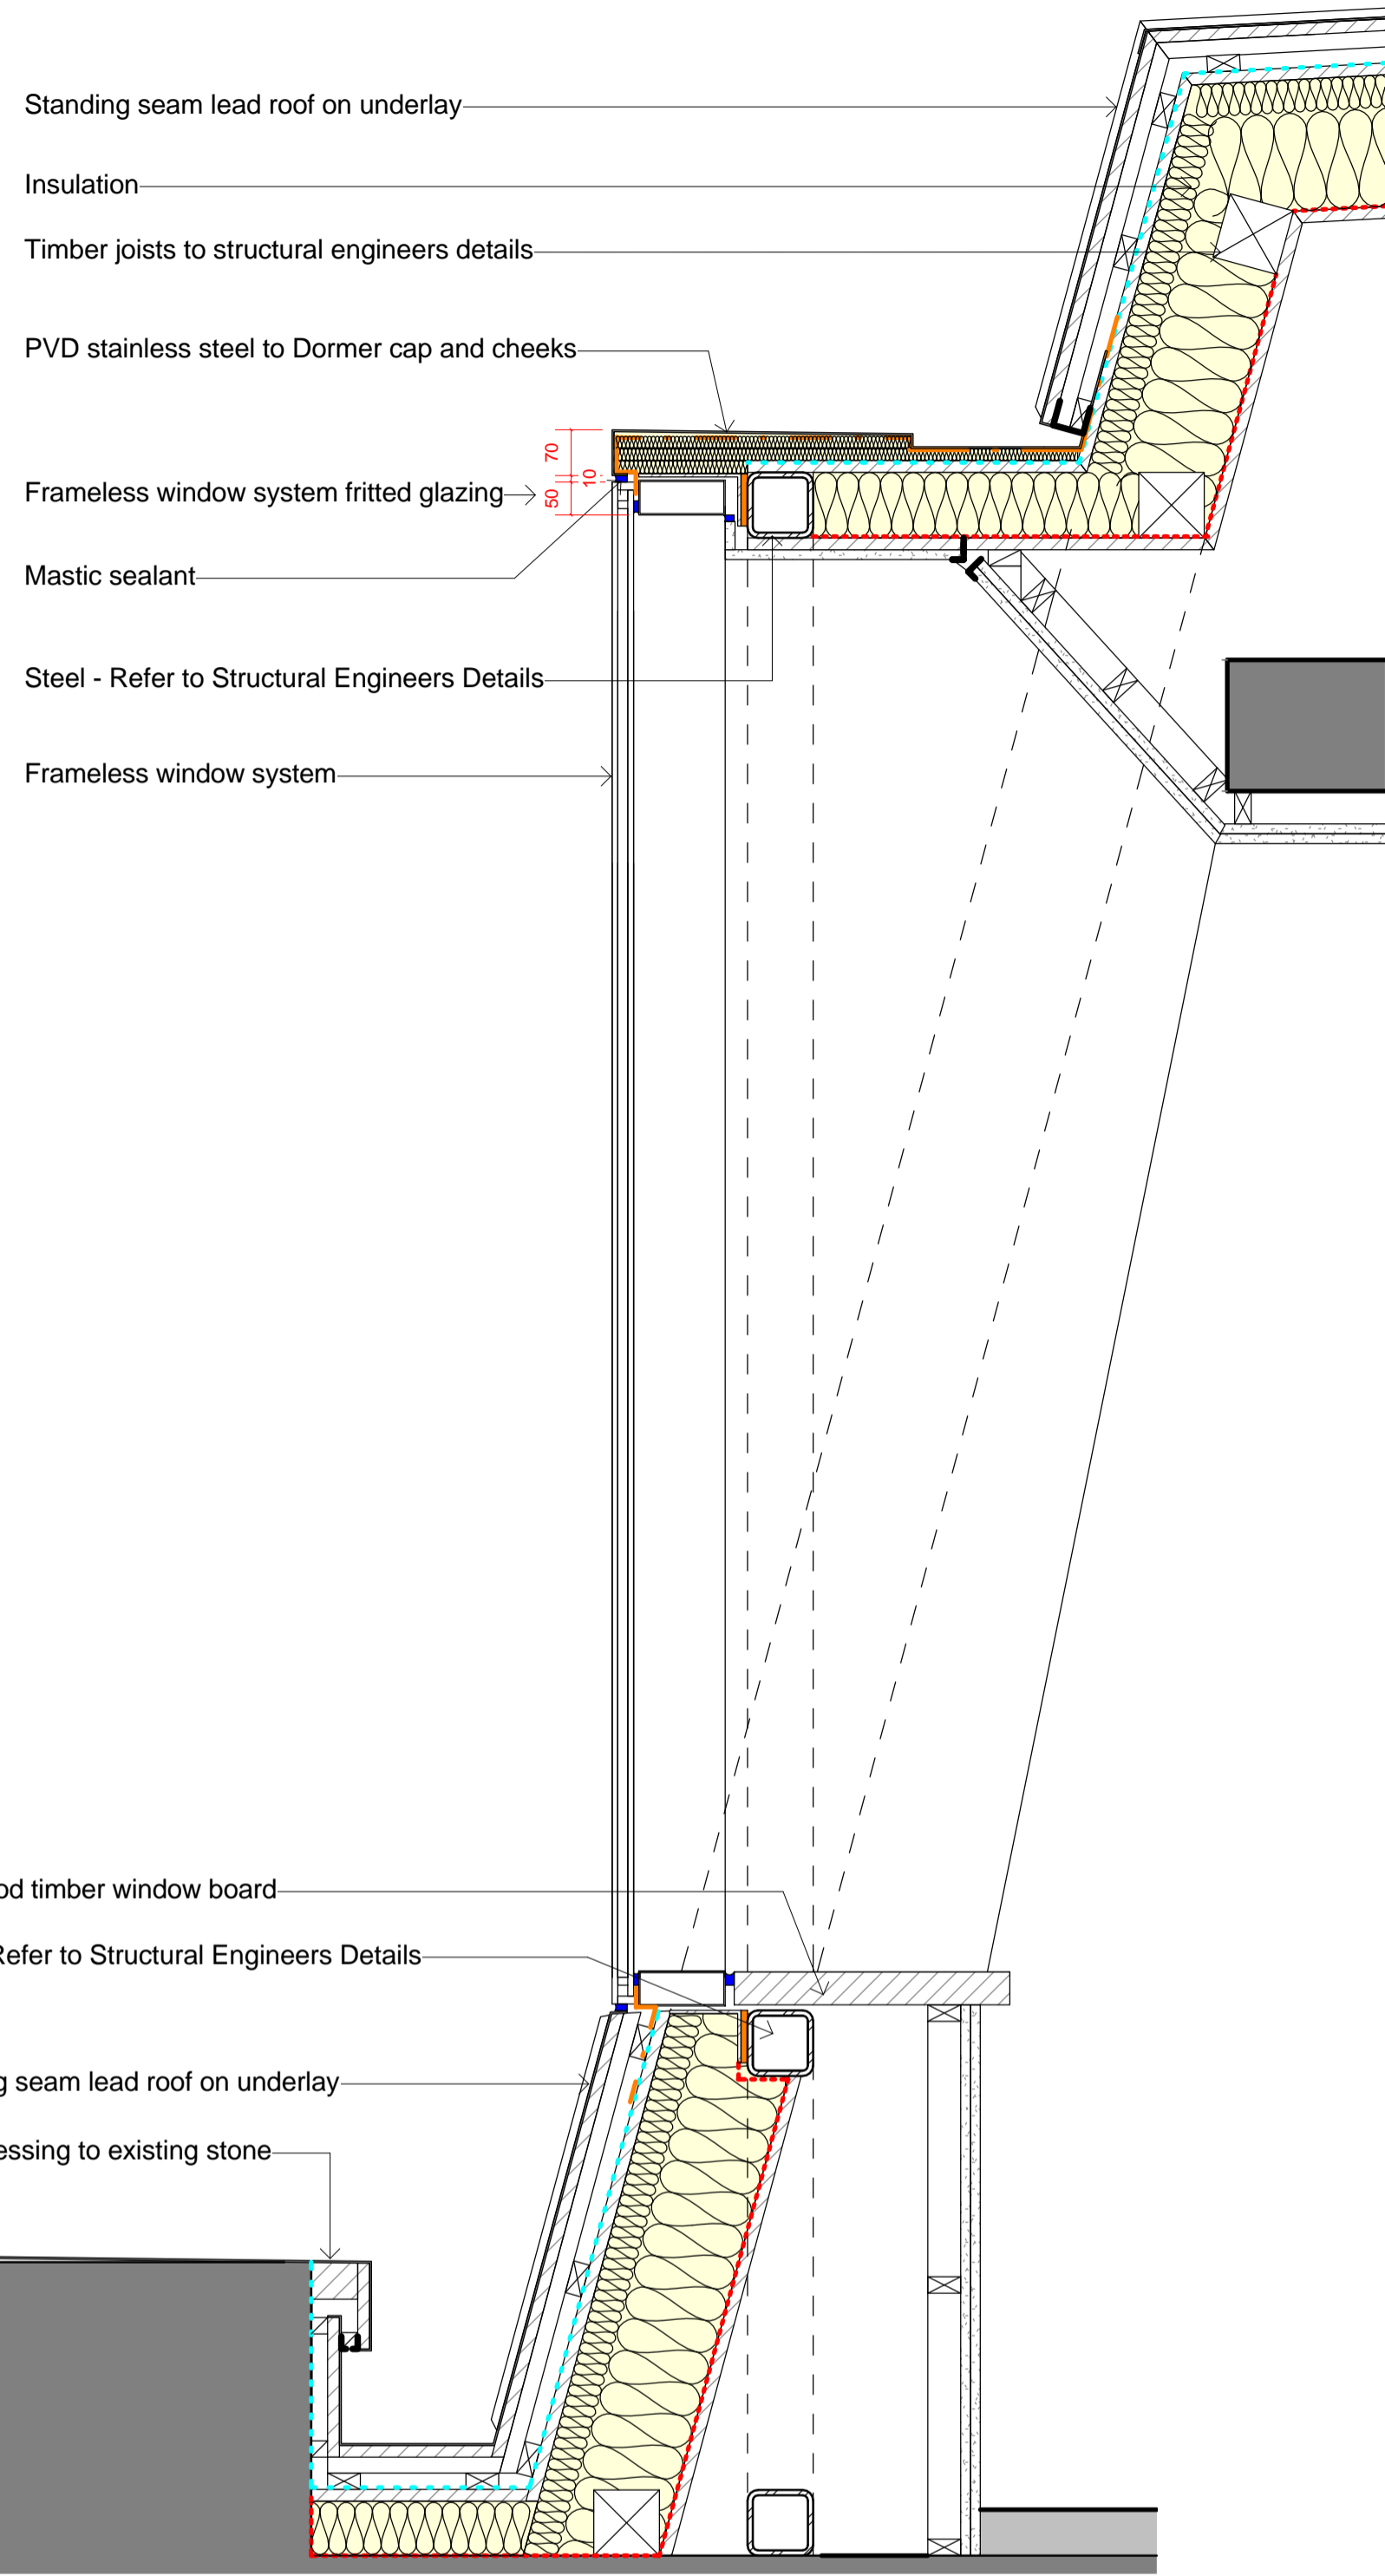 Standing seam lead roof on underlay
Insulation
Timber joists to structural engineers details
PVD stainless steel to Dormer cap and cheeks
70
10
Frameless window system fritted glazing
50
Mastic sealant
Steel - Refer to Structural Engineers Details
Frameless window system
od timber window board
Refer to Structural Engineers Details
g seam lead roof on underlay
essing to existing stone